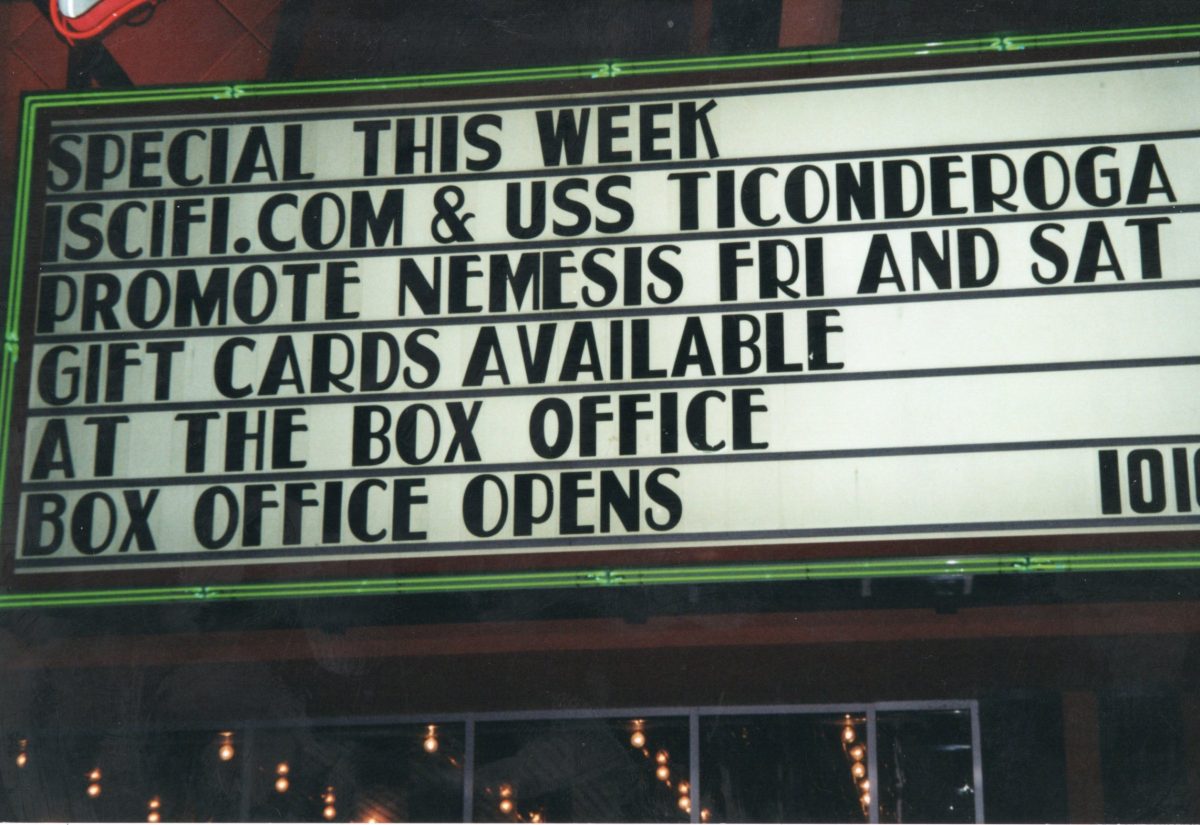 SPECIAL THIS WEEK
ISCIFI.COM & USS TICONDEROGA
PROMOTE NEMESIS FRI AND SAT
GIFT CARDS AVAILABLE
AT THE BOX OFFICE
BOX OFFICE OPENS 1010